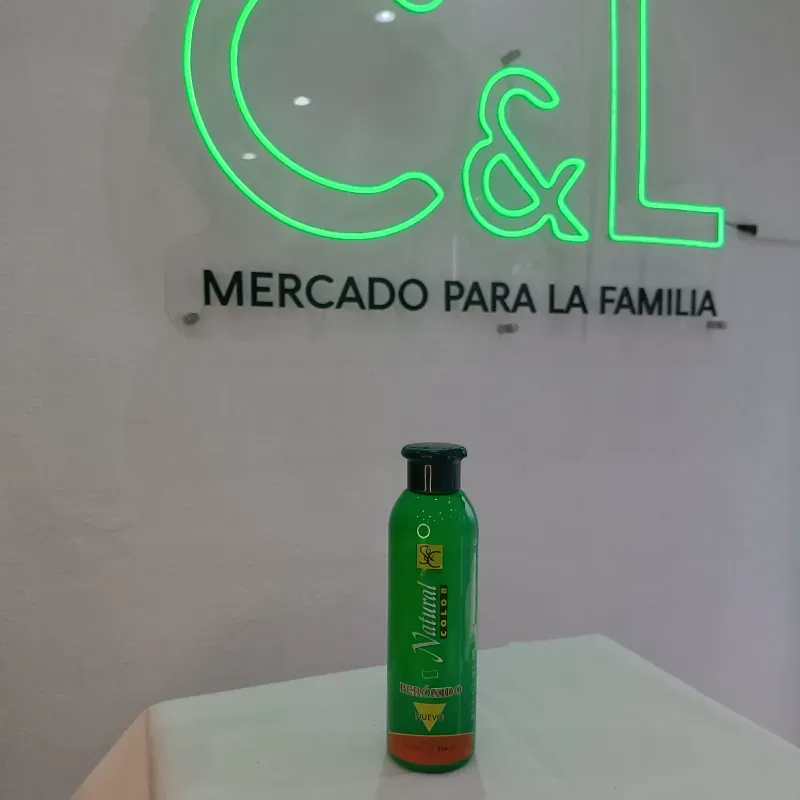 C&L
MERCADO PARA LA FAMILIA
S&C
Natural
COLOR
PERÓXIDO
NUEVO